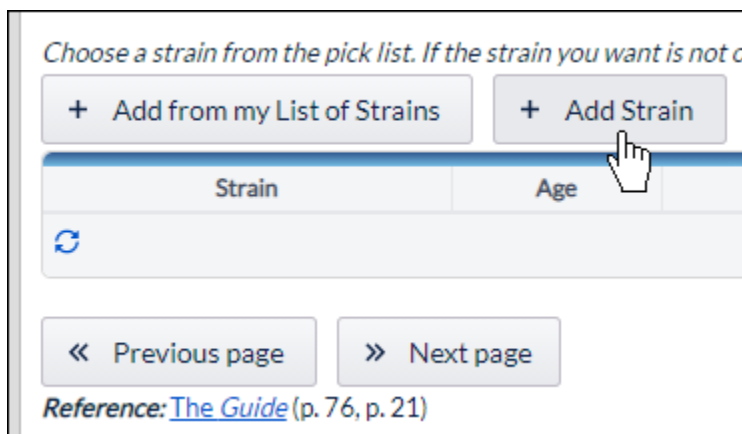 Choose a strain from the pick list. If the strain you want is not
+ Add from my List of Strains + Add Strain
Strain Age
« Previous page » Next page
Reference: The Guide (p. 76, p. 21)